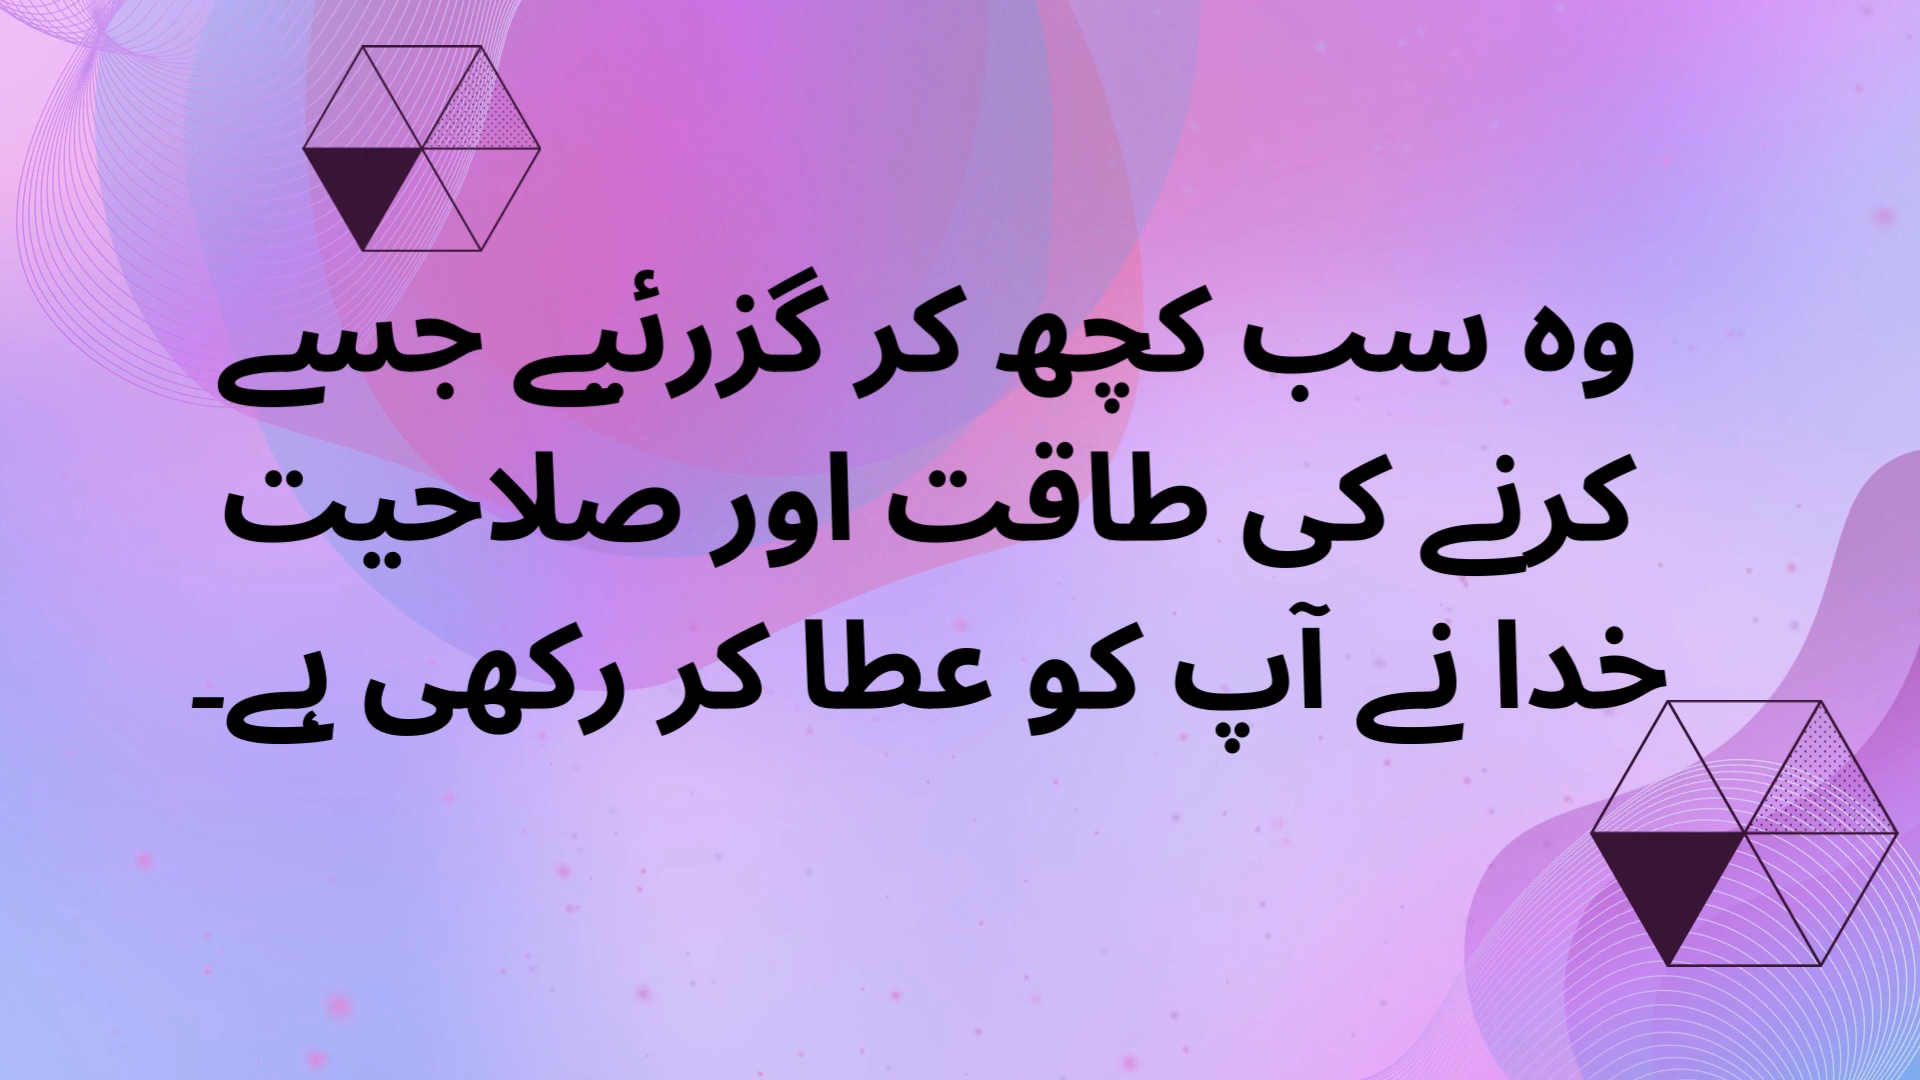 وہ سب کچھ کر گزرئیے جسے
کرنے کی طاقت اور صلاحیت
خدا نے آپ کو عطا کر رکھی ہے۔